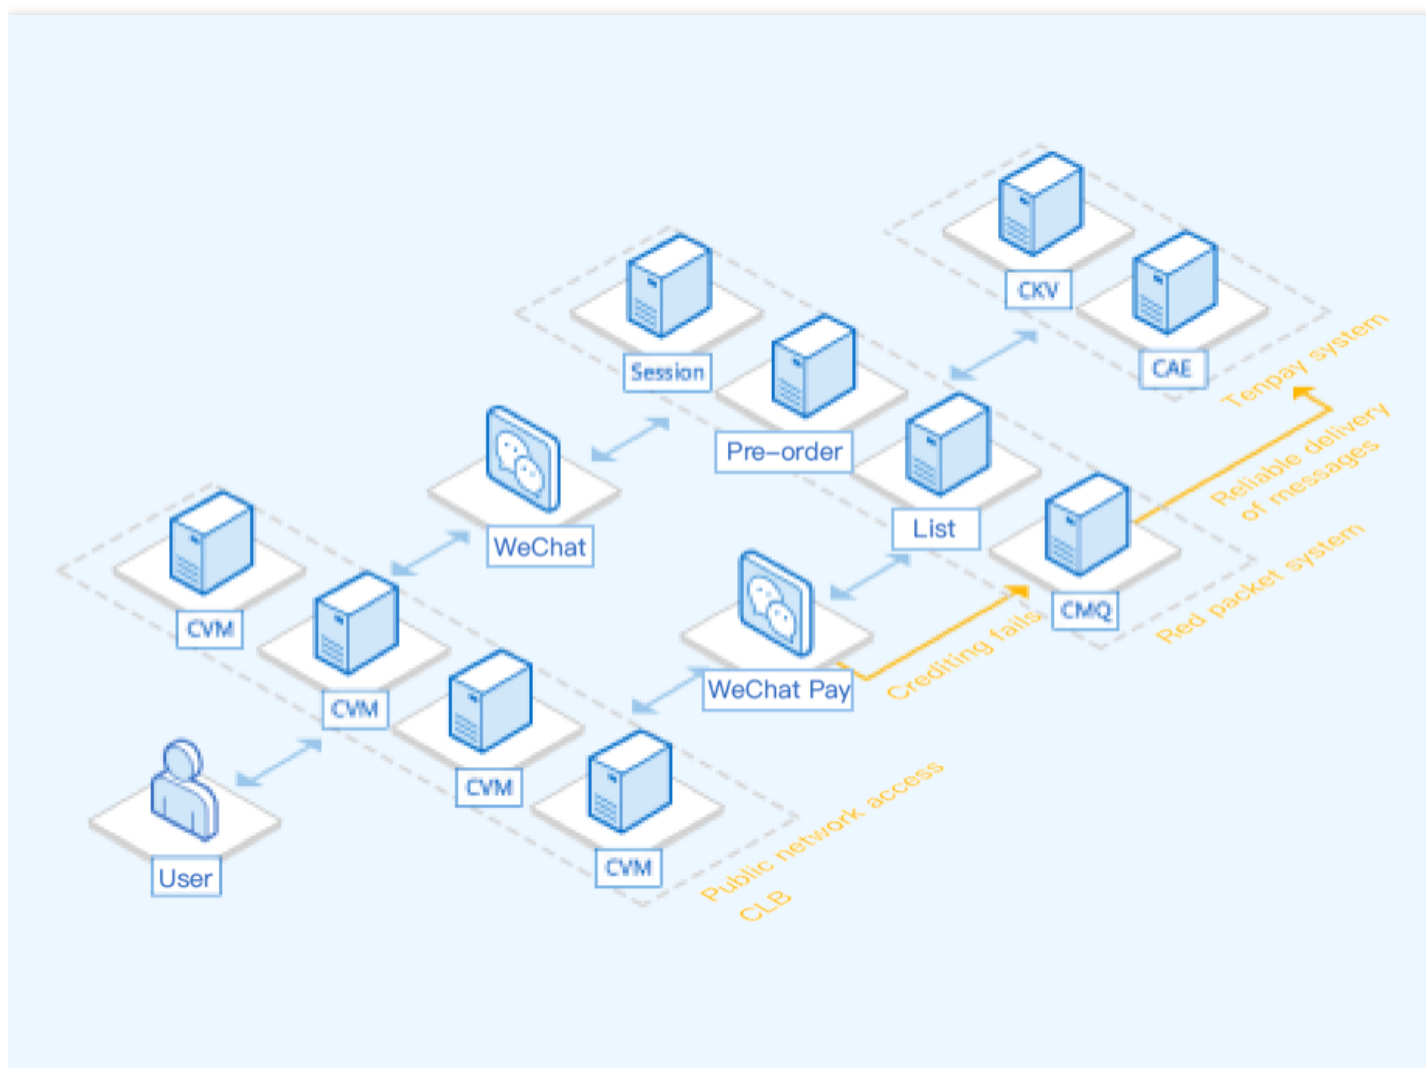 CKV
CAE
Tenpay system
Session
Pre-order
List
CMQ
Reliable delivery
of messages
Red packet system
WeChat
WeChat Pay
Crediting fails
CVM
CVM
CVM
CVM
User
Public network access
CLB